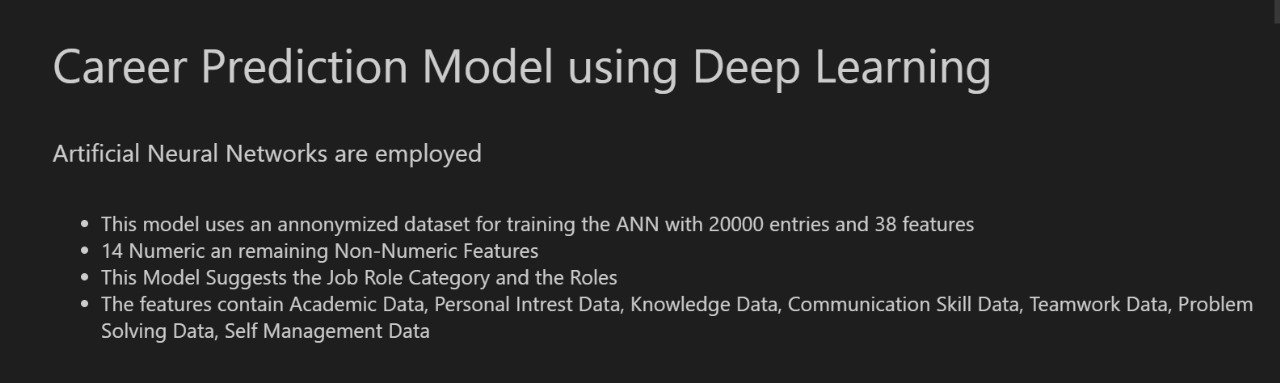 Career Prediction Model using Deep Learning
Artificial Neural Networks are employed
• This model uses an annonymized dataset for training the ANN with 20000 entries and 38 features
• 14 Numeric an remaining Non-Numeric Features
• This Model Suggests the Job Role Category and the Roles
• The features contain Academic Data, Personal Intrest Data, Knowledge Data, Communication Skill Data, Teamwork Data, Problem
Solving Data, Self Management Data